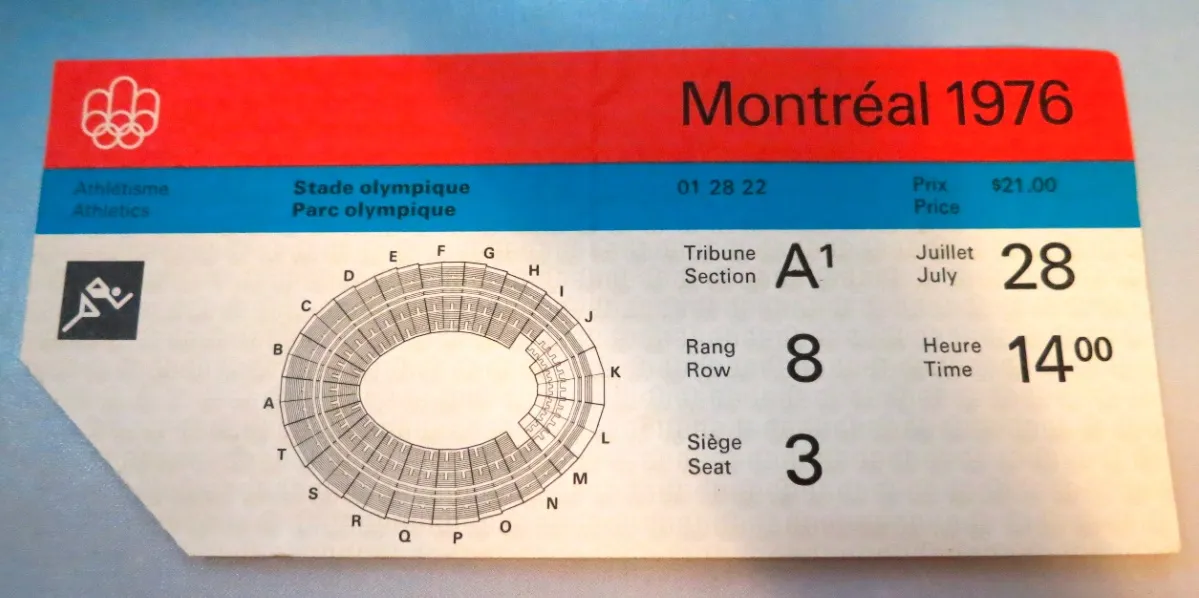 Montréal 1976
Athlétisme
Athletics
Stade olympique
Parc olympique
01 28 22
Prix
Price
$21.00
Tribune
Section
A¹
Juillet
July
28
Rang
Row
8
Heure
Time
14⁰⁰
Siège
Seat
3
A
B
C
D
E
F
G
H
I
J
K
L
M
N
O
P
Q
R
S
T